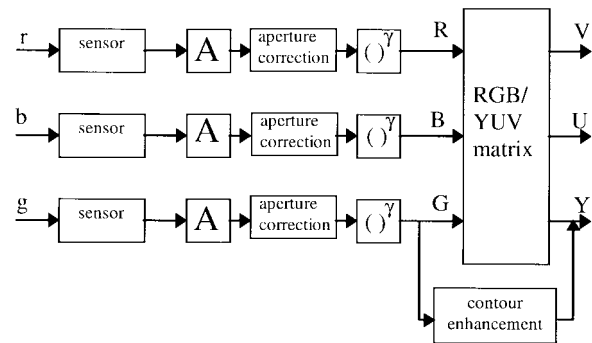 r
sensor
A
aperture
correction
( )^γ
R
V
b
sensor
A
aperture
correction
( )^γ
B
U
g
sensor
A
aperture
correction
( )^γ
G
Y
RGB/
YUV
matrix
contour
enhancement